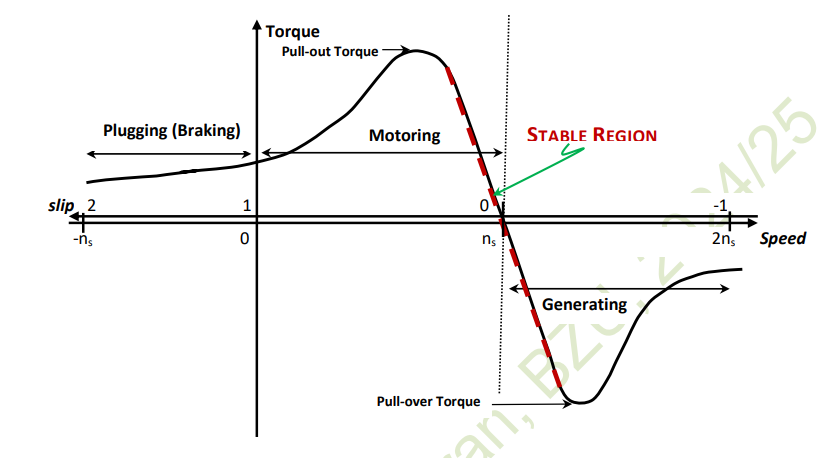 Torque
Pull-out Torque
Plugging (Braking)
Motoring
STABLE REGION
slip 2 1 0 -1
-ns 0 ns 2ns Speed
Generating
Pull-over Torque